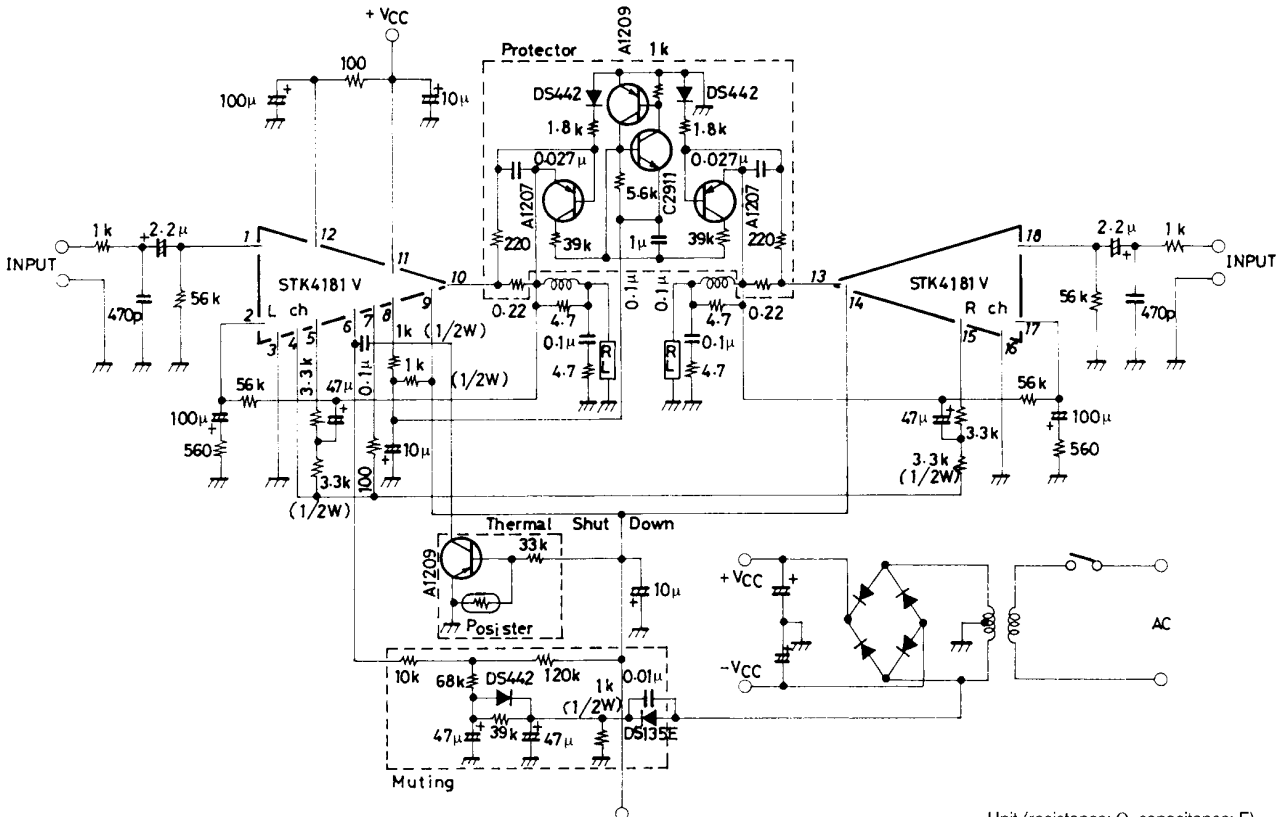 + VCC
A1209
1k
Protector
100
100μ
+
10μ
+
DS442
DS442
1.8k
1.8k
0.027μ
0.027μ
A1207
5.6k
C2911
A1207
1k
2.2μ
+
1
12
220
39k
1μ
39k
220
18
2.2μ
+
1k
INPUT
11
10
13
INPUT
STK4181V
STK4181V
470p
56k
9
0.22
0.1μ
0.1μ
0.22
14
56k
470p
2
L ch
R ch
17
3
4
5
6
7
8
1k
(1/2W)
4.7
4.7
15
16
1k
(1/2W)
0.1μ
RL
RL
0.1μ
4.7
4.7
56k
3.3k
47μ
+
0.1μ
56k
100μ
+
560
47μ
+
3.3k
100μ
+
560
3.3k
(1/2W)
100
10μ
+
3.3k
(1/2W)
Thermal Shut Down
A1209
33k
Posister
10μ
+
+VCC
+
-VCC
+
AC
10k
68k
DS442
120k
1k
(1/2W)
0.01μ
47μ
+
39k
47μ
+
DS135E
Muting
Unit (resistance: Ω, capacitance: F)